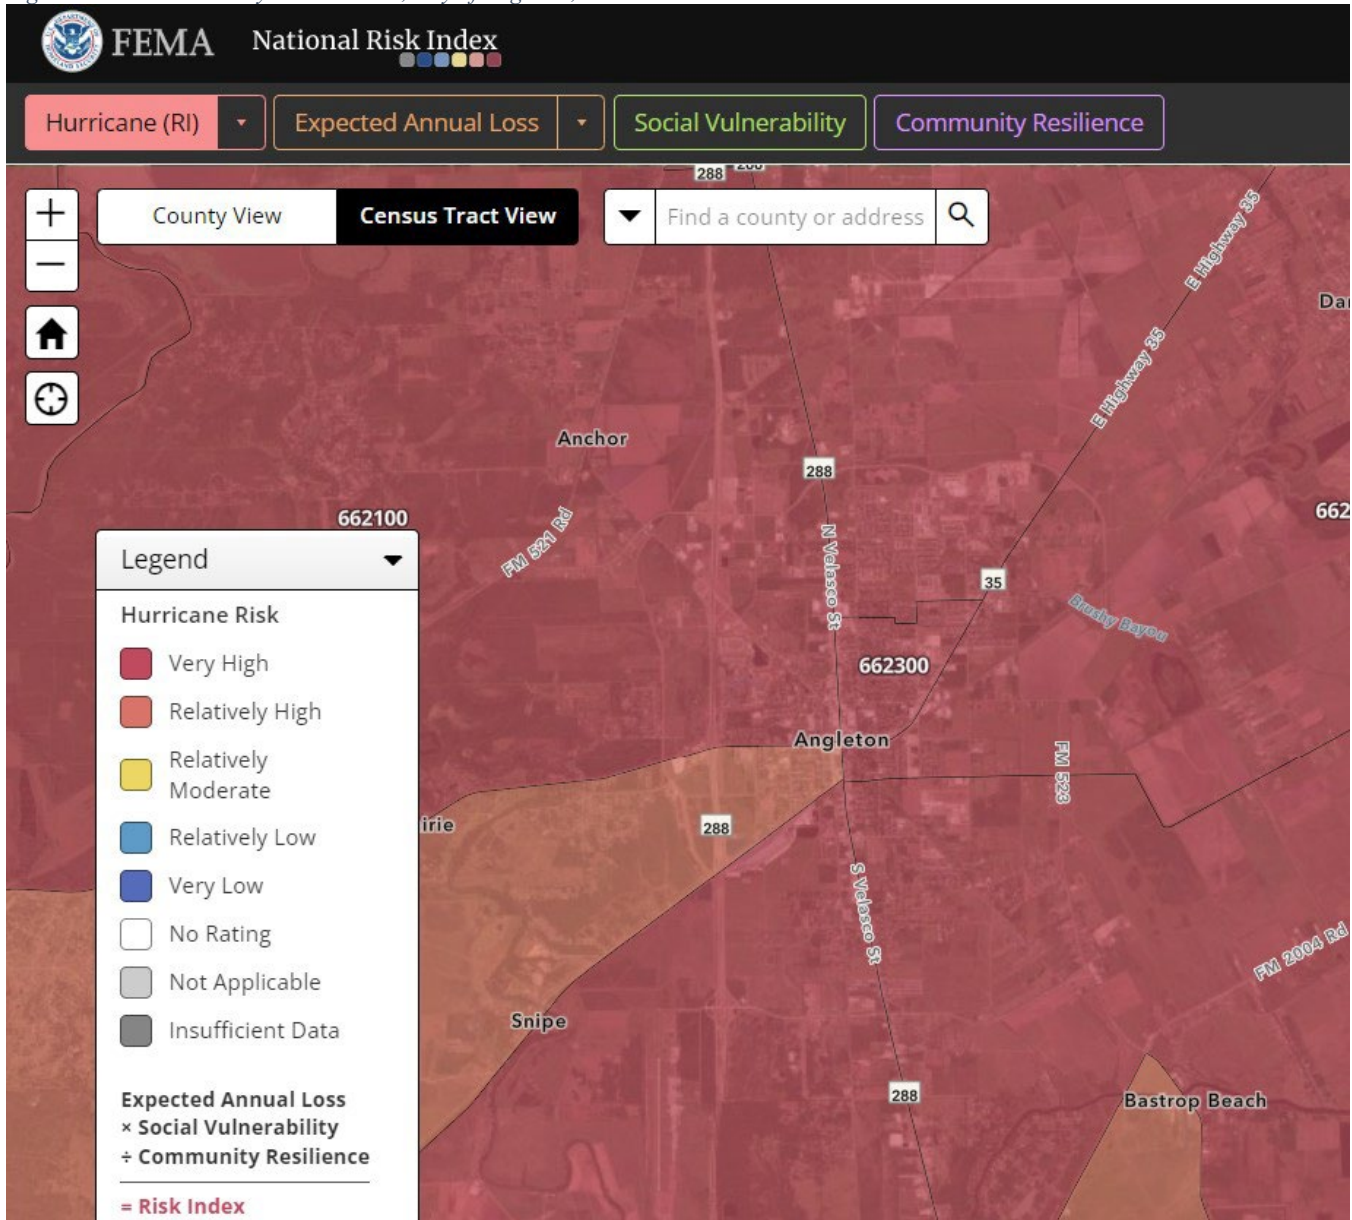 FEMA
National Risk Index
Hurricane (RI)
Expected Annual Loss
Social Vulnerability
Community Resilience
288
County View
Census Tract View
Find a county or address
E Highway 35
E Highway 35
Anchor
288
662100
FM 521 Rd
N Velasco St
35
Brushy Bayou
662300
Angleton
FM 523
288
S Velasco St
FM 2004 Rd
Snipe
288
Bastrop Beach
Legend
Hurricane Risk
Very High
Relatively High
Relatively
Moderate
Relatively Low
Very Low
No Rating
Not Applicable
Insufficient Data
Expected Annual Loss
× Social Vulnerability
÷ Community Resilience
= Risk Index